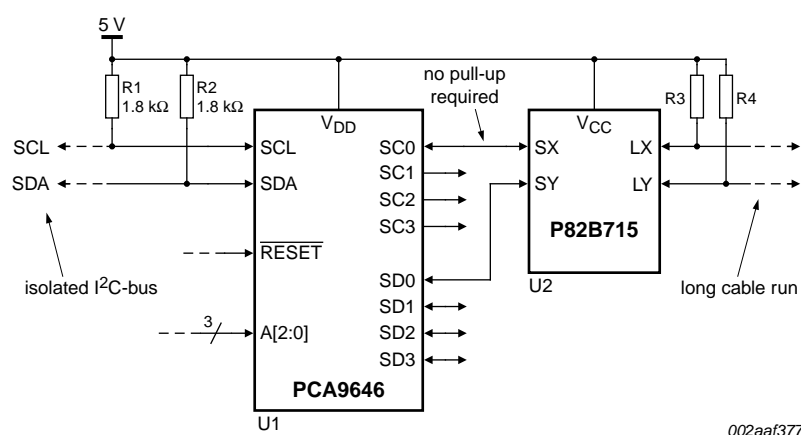 5 V
R1
1.8 kΩ
R2
1.8 kΩ
no pull-up
required
R3
R4
VDD
VCC
SCL
SCL
SC0
SX
LX
SDA
SDA
SC1
SY
LY
SC2
SC3
P82B715
RESET
isolated I2C-bus
SD0
U2
long cable run
SD1
3
A[2:0]
SD2
SD3
PCA9646
U1
002aaf377